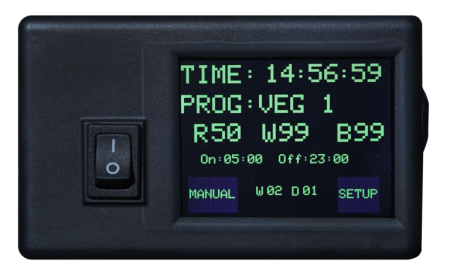 TIME: 14:56:59
PROG:VEG 1
R50 W99 B99
On:05:00 Off:23:00
MANUAL W02 D01 SETUP
I
O